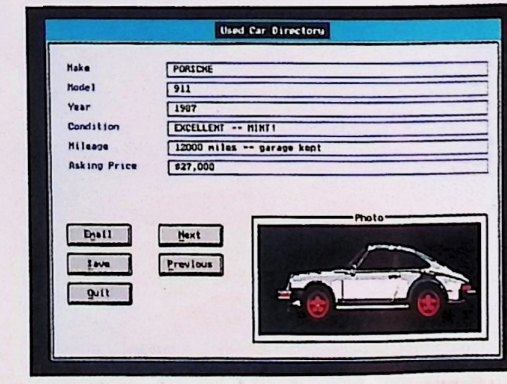 Used Car Directory
Make PORSCHE
Model 911
Year 1987
Condition EXCELLENT -- MINT!
Mileage 12000 miles -- garage kept
Asking Price $27,000
Photo
Email Next
Save Previous
Quit